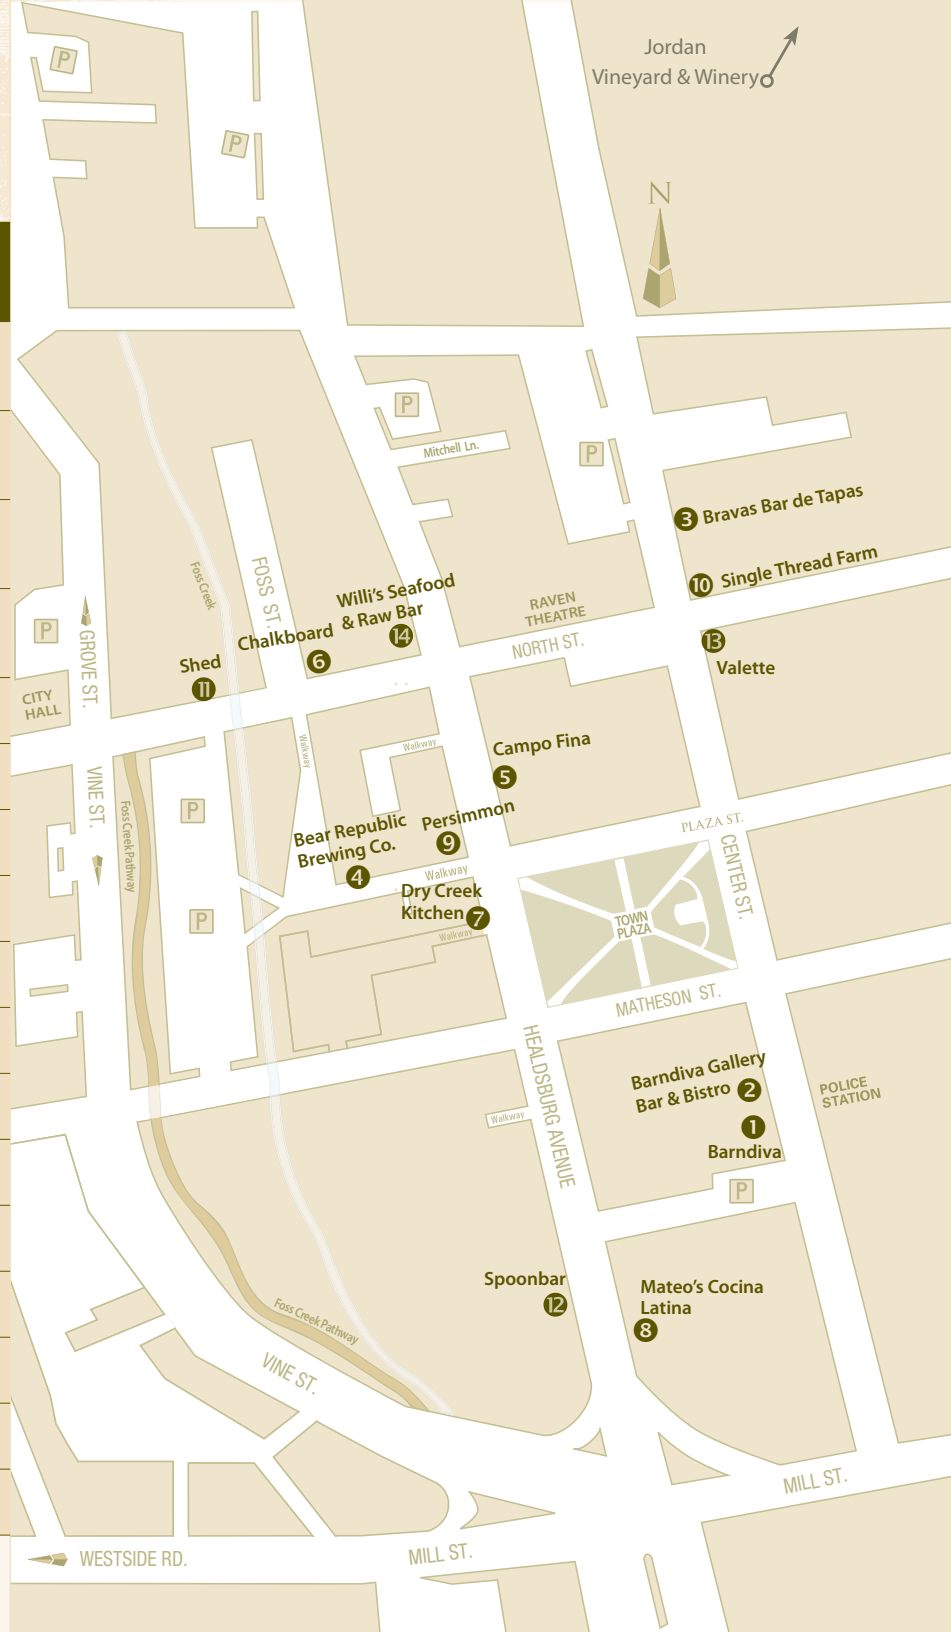 Jordan
Vineyard & Winery
P
P
N
P
Mitchell Ln.
P
3 Bravas Bar de Tapas
10 Single Thread Farm
Foss Creek
FOSS ST.
Willi's Seafood
& Raw Bar
14
RAVEN
THEATRE
NORTH ST.
P
GROVE ST.
Chalkboard
6
Shed
11
13
Valette
CITY
HALL
Walkway
Walkway
Campo Fina
5
VINE ST.
Foss Creek Pathway
P
Bear Republic
Brewing Co.
4
Persimmon
9
PLAZA ST.
CENTER ST.
Walkway
Dry Creek
Kitchen 7
Walkway
P
TOWN
PLAZA
MATHESON ST.
HEALDSBURG AVENUE
Barndiva Gallery
Bar & Bistro 2
1
Barndiva
POLICE
STATION
Walkway
P
Spoonbar
12
Mateo's Cocina
Latina
8
Foss Creek Pathway
VINE ST.
MILL ST.
MILL ST.
WESTSIDE RD.